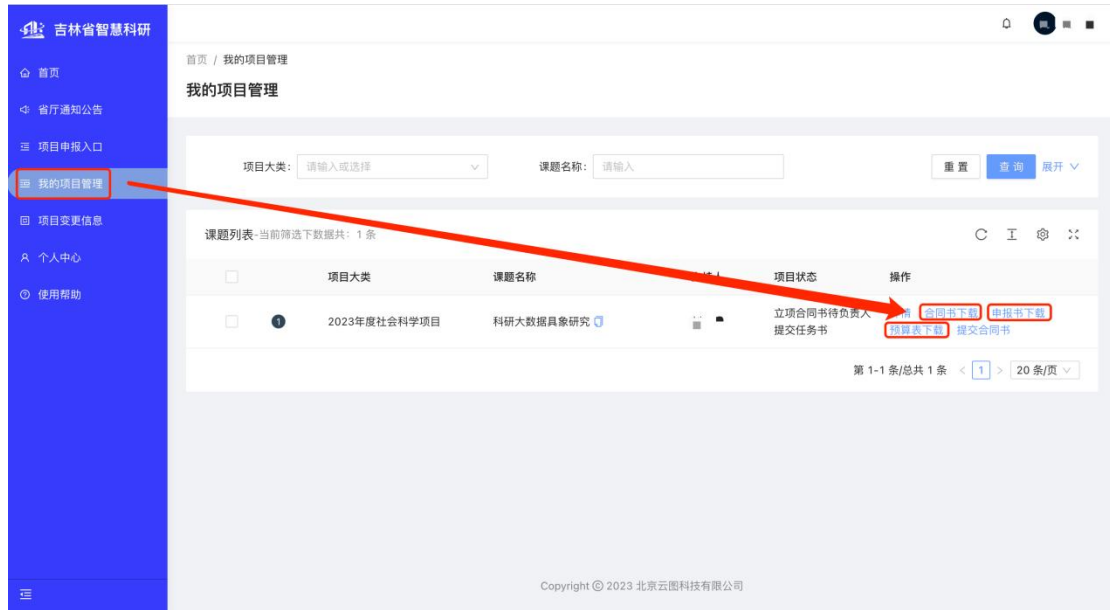 吉林省智慧科研
首页
省厅通知公告
项目申报入口
我的项目管理
项目变更信息
个人中心
使用帮助
首页 / 我的项目管理
我的项目管理
项目大类: 请输入或选择 课题名称: 请输入 重 置 查 询 展开
课题列表-当前筛选下数据共: 1 条
项目大类 课题名称 项目状态 操作
1 2023年度社会科学项目 科研大数据具象研究 立项合同书待负责人 合同书下载 申报书下载
提交任务书 预算表下载 提交合同书
第 1-1 条/总共 1 条 < 1 > 20 条/页
Copyright © 2023 北京云图科技有限公司